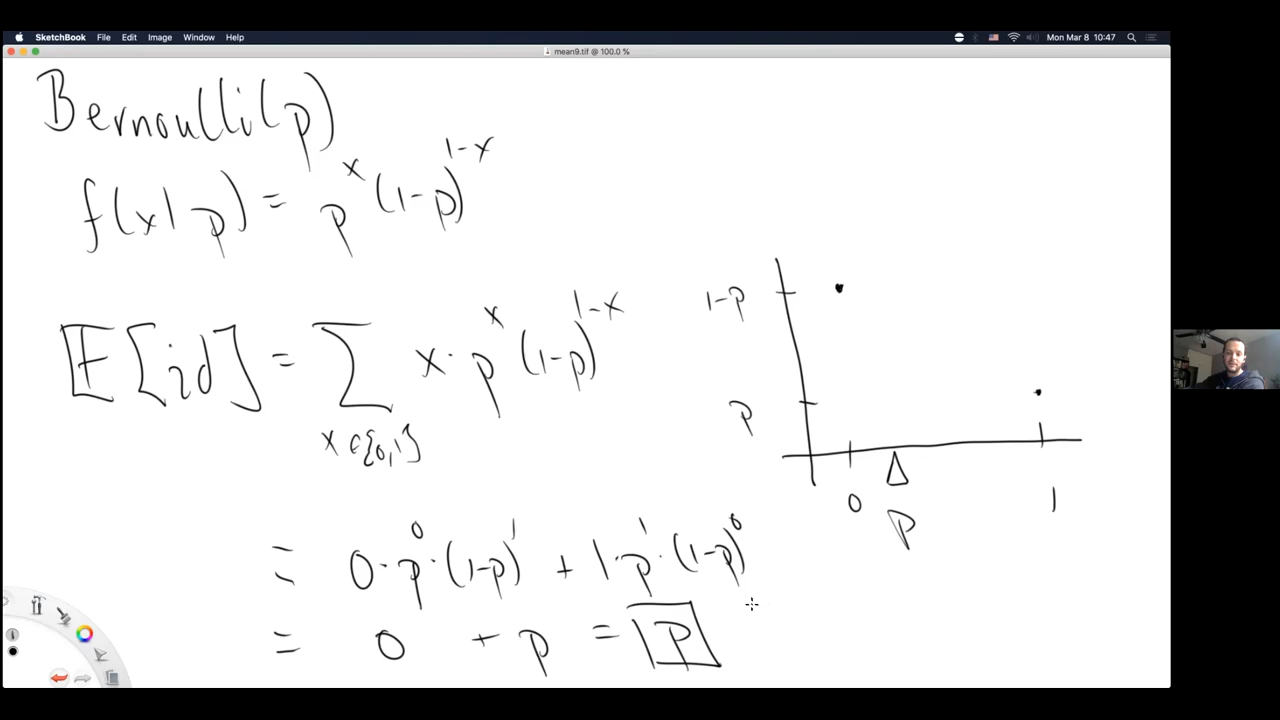 SketchBook File Edit Image Window Help Mon Mar 8 10:47
mean9.tif @ 100.0 %
Bernoulli(p)
f(x|p) = p^x (1-p)^{1-x}
E[id] = ∑_{x∈{0,1}} x · p^x (1-p)^{1-x}
= 0 · p^0 · (1-p)^1 + 1 · p^1 · (1-p)^0
= 0 + p = p
1-p
p
0 1
p